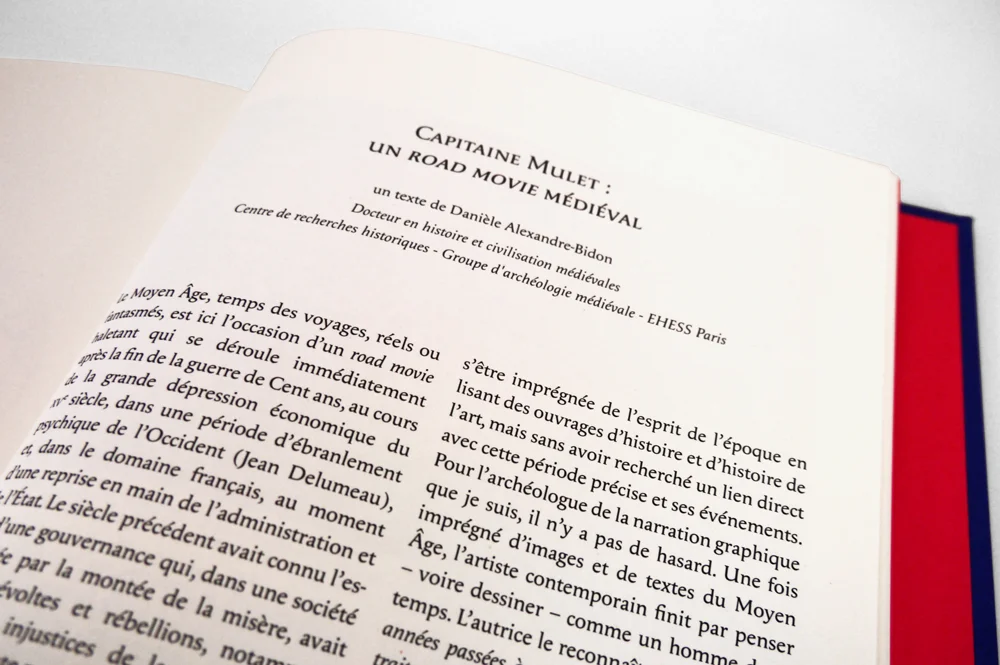 Capitaine Mulet :
un road movie médiéval
un texte de Danièle Alexandre-Bidon
Docteur en histoire et civilisation médiévales
Centre de recherches historiques - Groupe d'archéologie médiévale - EHESS Paris
Le Moyen Âge, temps des voyages, réels ou
fantasmés, est ici l'occasion d'un road movie
haletant qui se déroule immédiatement
après la fin de la guerre de Cent ans, au cours
de la grande dépression économique du
XVe siècle, dans une période d'ébranlement
psychique de l'Occident (Jean Delumeau),
et, dans le domaine français, au moment
d'une reprise en main de l'administration et
de l'État. Le siècle précédent avait connu l'es-
d'une gouvernance qui, dans une société
par la montée de la misère, avait
révoltes et rébellions, notam
injustices de
s'être imprégnée de l'esprit de l'époque en
lisant des ouvrages d'histoire et d'histoire de
l'art, mais sans avoir recherché un lien direct
avec cette période précise et ses événements.
Pour l'archéologue de la narration graphique
que je suis, il n'y a pas de hasard. Une fois
imprégné d'images et de textes du Moyen
Âge, l'artiste contemporain finit par penser
– voire dessiner – comme un homme
temps. L'autrice le reconnaît
années passées à